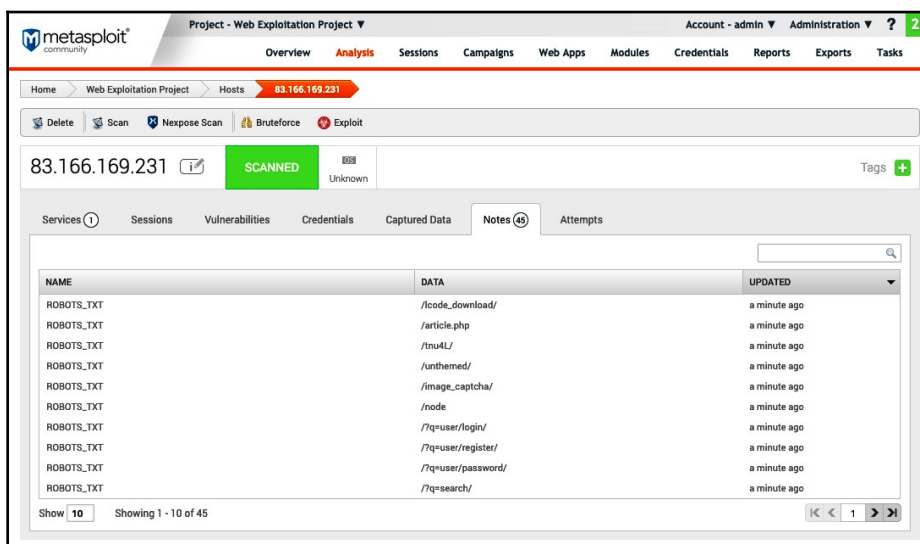 metasploit®
community
Project - Web Exploitation Project ▼
Account - admin ▼ Administration ▼ ? 2
Overview Analysis Sessions Campaigns Web Apps Modules Credentials Reports Exports Tasks
Home Web Exploitation Project Hosts 83.166.169.231
Delete Scan Nexpose Scan Bruteforce Exploit
83.166.169.231 SCANNED OS Unknown Tags +
Services 1 Sessions Vulnerabilities Credentials Captured Data Notes 45 Attempts
NAME DATA UPDATED
ROBOTS_TXT /lcode_download/ a minute ago
ROBOTS_TXT /article.php a minute ago
ROBOTS_TXT /tnu4L/ a minute ago
ROBOTS_TXT /unthemed/ a minute ago
ROBOTS_TXT /image_captcha/ a minute ago
ROBOTS_TXT /node a minute ago
ROBOTS_TXT /?q=user/login/ a minute ago
ROBOTS_TXT /?q=user/register/ a minute ago
ROBOTS_TXT /?q=user/password/ a minute ago
ROBOTS_TXT /?q=search/ a minute ago
Show 10 Showing 1 - 10 of 45 1